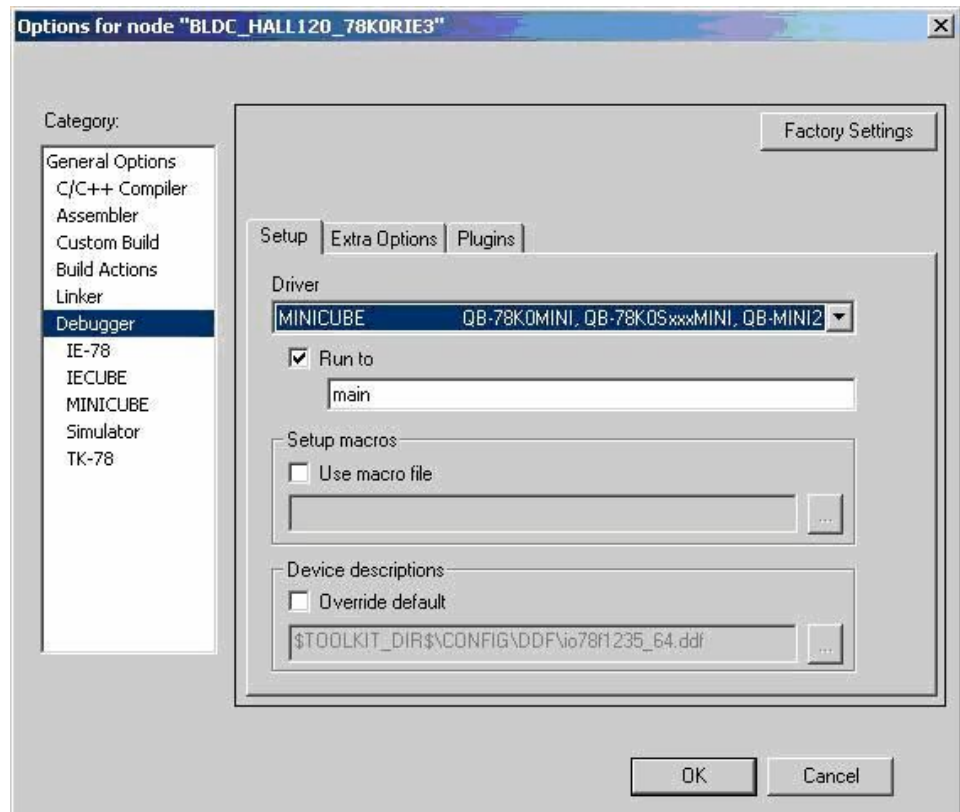 Options for node "BLDC_HALL120_78K0RIE3"
Category:
Factory Settings
General Options
C/C++ Compiler
Assembler
Custom Build
Build Actions
Linker
Debugger
IE-78
IECUBE
MINICUBE
Simulator
TK-78
Setup Extra Options Plugins
Driver
MINICUBE QB-78K0MINI, QB-78K0SxxxMINI, QB-MINI2
Run to
main
Setup macros
Use macro file
...
Device descriptions
Override default
$TOOLKIT_DIR$\CONFIG\DDF\io78f1235_64.ddf
...
OK Cancel